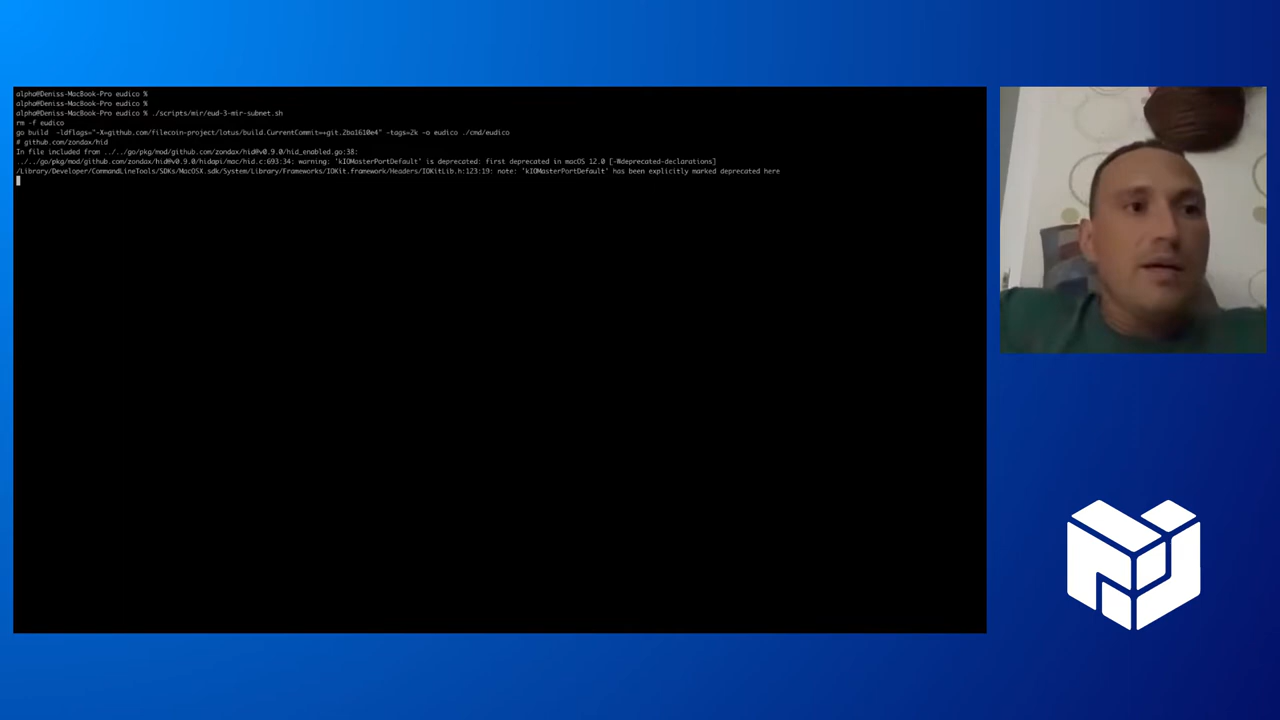 alpha@Deniss-MacBook-Pro eudico %
alpha@Deniss-MacBook-Pro eudico %
alpha@Deniss-MacBook-Pro eudico % ./scripts/mir/eud-3-mir-subnet.sh
rm -f eudico
go build  -ldflags="-X=github.com/filecoin-project/lotus/build.CurrentCommit=+git.2ba1610e4" -tags=2k -o eudico ./cmd/eudico
# github.com/zondax/hid
In file included from ../../go/pkg/mod/github.com/zondax/hid@v0.9.0/hid_enabled.go:38:
../../go/pkg/mod/github.com/zondax/hid@v0.9.0/hidapi/mac/hid.c:693:34: warning: 'kIOMasterPortDefault' is deprecated: first deprecated in macOS 12.0 [-Wdeprecated-declarations]
/Library/Developer/CommandLineTools/SDKs/MacOSX.sdk/System/Library/Frameworks/IOKit.framework/Headers/IOKitLib.h:123:19: note: 'kIOMasterPortDefault' has been explicitly marked deprecated here